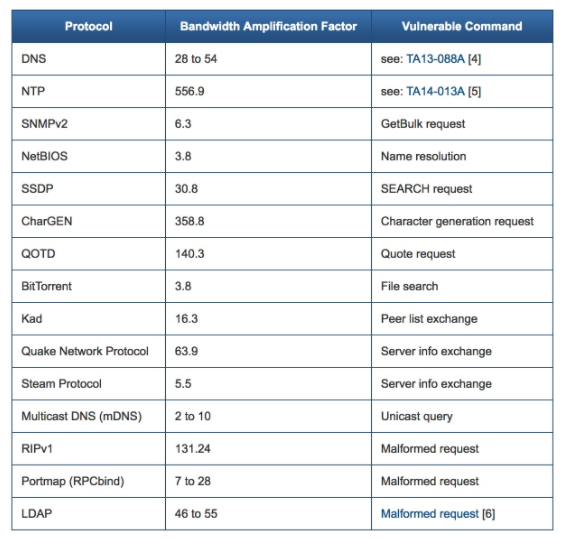 Protocol Bandwidth Amplification Factor Vulnerable Command
DNS 28 to 54 see: TA13-088A [4]
NTP 556.9 see: TA14-013A [5]
SNMPv2 6.3 GetBulk request
NetBIOS 3.8 Name resolution
SSDP 30.8 SEARCH request
CharGEN 358.8 Character generation request
QOTD 140.3 Quote request
BitTorrent 3.8 File search
Kad 16.3 Peer list exchange
Quake Network Protocol 63.9 Server info exchange
Steam Protocol 5.5 Server info exchange
Multicast DNS (mDNS) 2 to 10 Unicast query
RIPv1 131.24 Malformed request
Portmap (RPCbind) 7 to 28 Malformed request
LDAP 46 to 55 Malformed request [6]